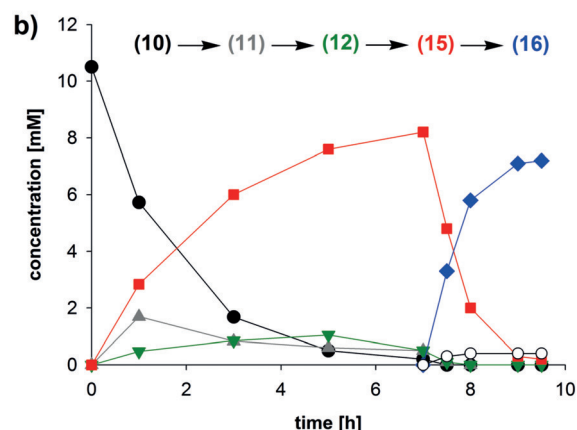 b)
(10) → (11) → (12) → (15) → (16)
12
10
8
6
4
2
0
concentration [mM]
0 2 4 6 8 10
time [h]